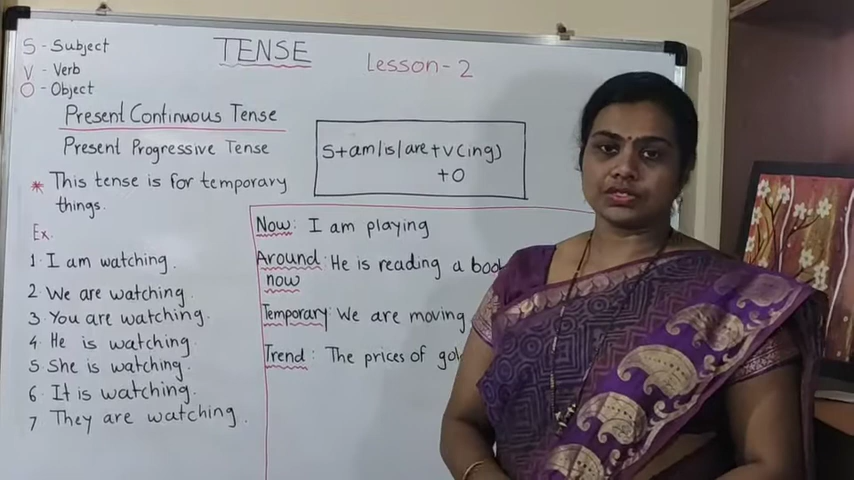 S - Subject
V - Verb
O - Object
TENSE
Lesson - 2
Present Continuous Tense
Present Progressive Tense
S+am/is/are+V(ing)
+O
* This tense is for temporary
things.
Ex.
1. I am watching.
2. We are watching.
3. You are watching.
4. He is watching
5 She is watching.
6. It is watching.
7 They are watching.
Now: I am playing
Around: He is reading a
now
Temporary: We are moving
Trend: The prices of